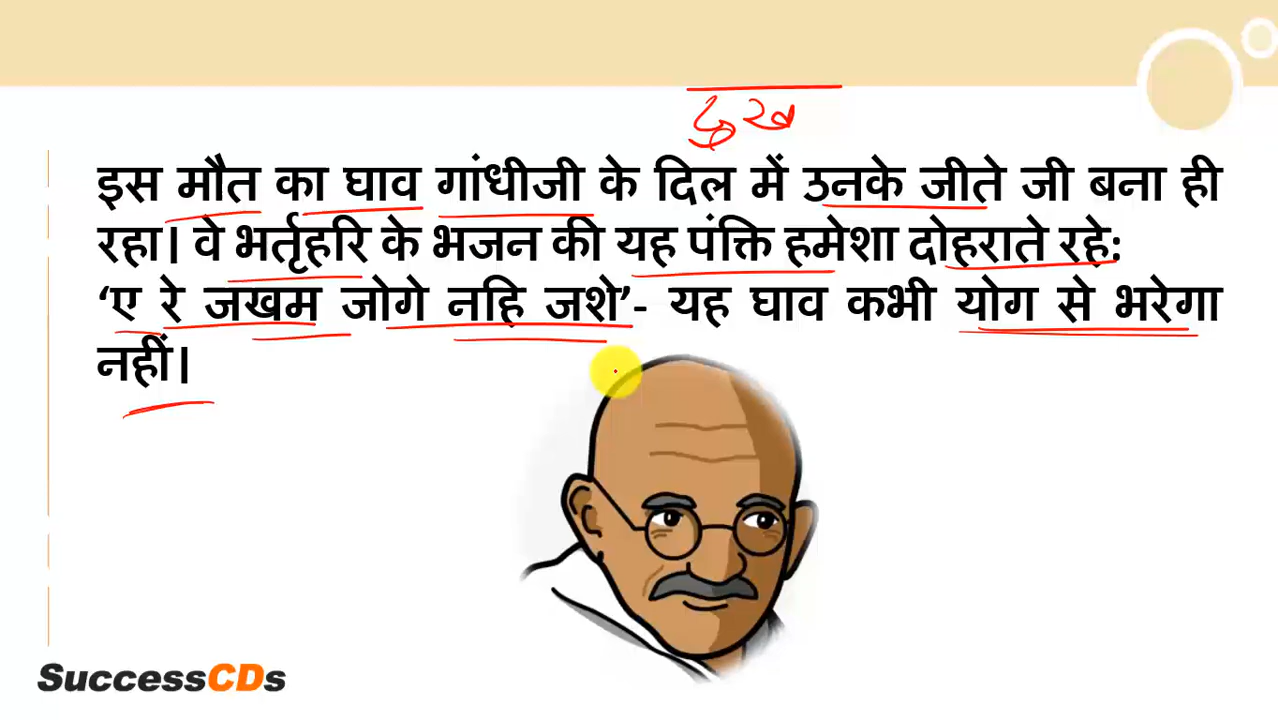 दुख
इस मौत का घाव गांधीजी के दिल में उनके जीते जी बना ही
रहा। वे भर्तृहरि के भजन की यह पंक्ति हमेशा दोहराते रहे:
‘ए रे जखम जोगे नहि जशे’- यह घाव कभी योग से भरेगा
नहीं।
SuccessCDs